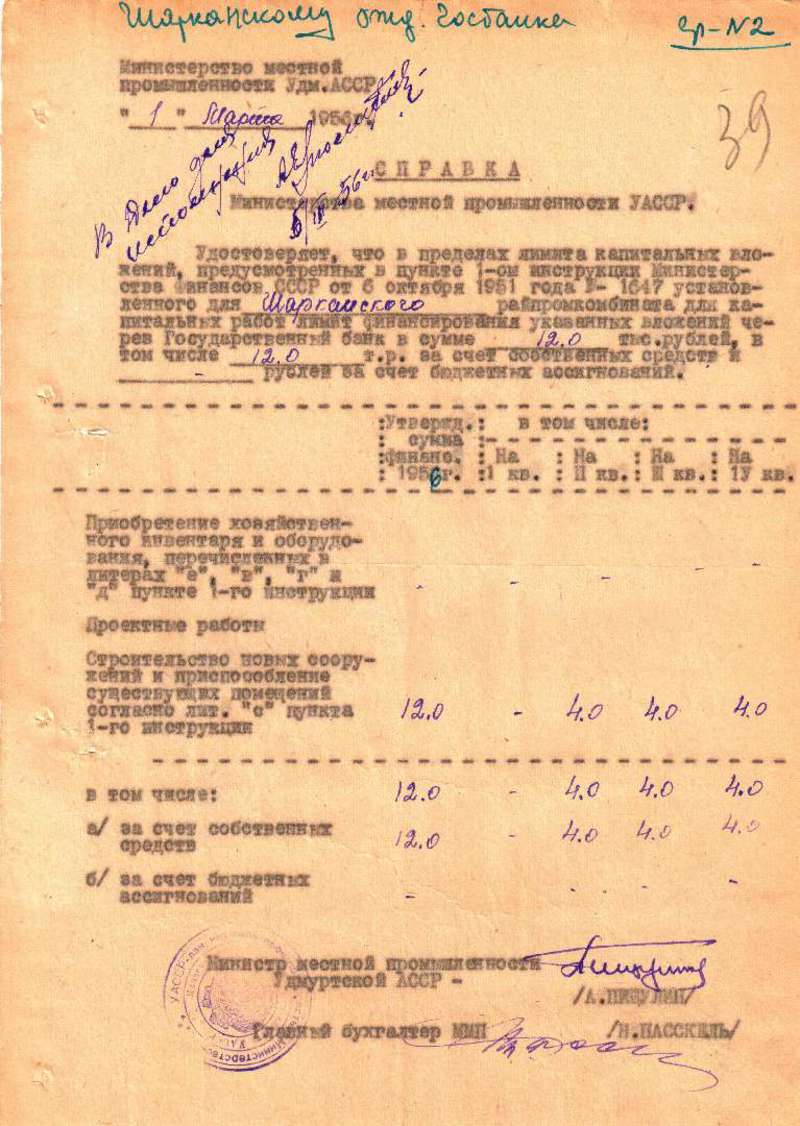 Шарканскому отд. Госбанка
гр-N2
Министерство местной
промышленности Удм.АССР
"1" Марта 1956г.
39
В дело для
исполнения
5/III 56г.
СПРАВКА
Министерства местной промышленности УАССР.
Удостоверяет, что в пределах лимита капитальных вло-
жений, предусмотренных в пункте 1-ом инструкции Министер-
ства Финансов СССР от 6 октября 1951 года №- 1647 установ-
ленного для Шарканского райпромкомбината для ка-
питальных работ лимит финансирования указанных вложений че-
рез Государственный банк в сумме 12.0 тыс.рублей, в
том числе 12.0 т.р. за счет собственных средств и
- рублей за счет бюджетных ассигнований.
:Утвержд.: в том числе:
: сумма :
:финанс. : На : На : На : На
: 1956г. :I кв. : II кв.: III кв.: IУ кв.
Приобретение хозяйствен-
ного инвентаря и оборудо-
вания, перечисленных в
литерах "а", "в", "г" и
"д" пункте 1-го инструкции - - - - -
Проектные работы
Строительство новых соору-
жений и приспособление
существующих помещений
согласно лит. "с" пункта 12.0 - 4.0 4.0 4.0
1-го инструкции
в том числе: 12.0 - 4.0 4.0 4.0
а/ за счет собственных
средств 12.0 - 4.0 4.0 4.0
б/ за счет бюджетных
ассигнований - - - -
Министр местной промышленности
Удмуртской АССР -
/А.ПИЩУЛИН/
Главный бухгалтер ММП /Н.НАССКЕЛЬ/